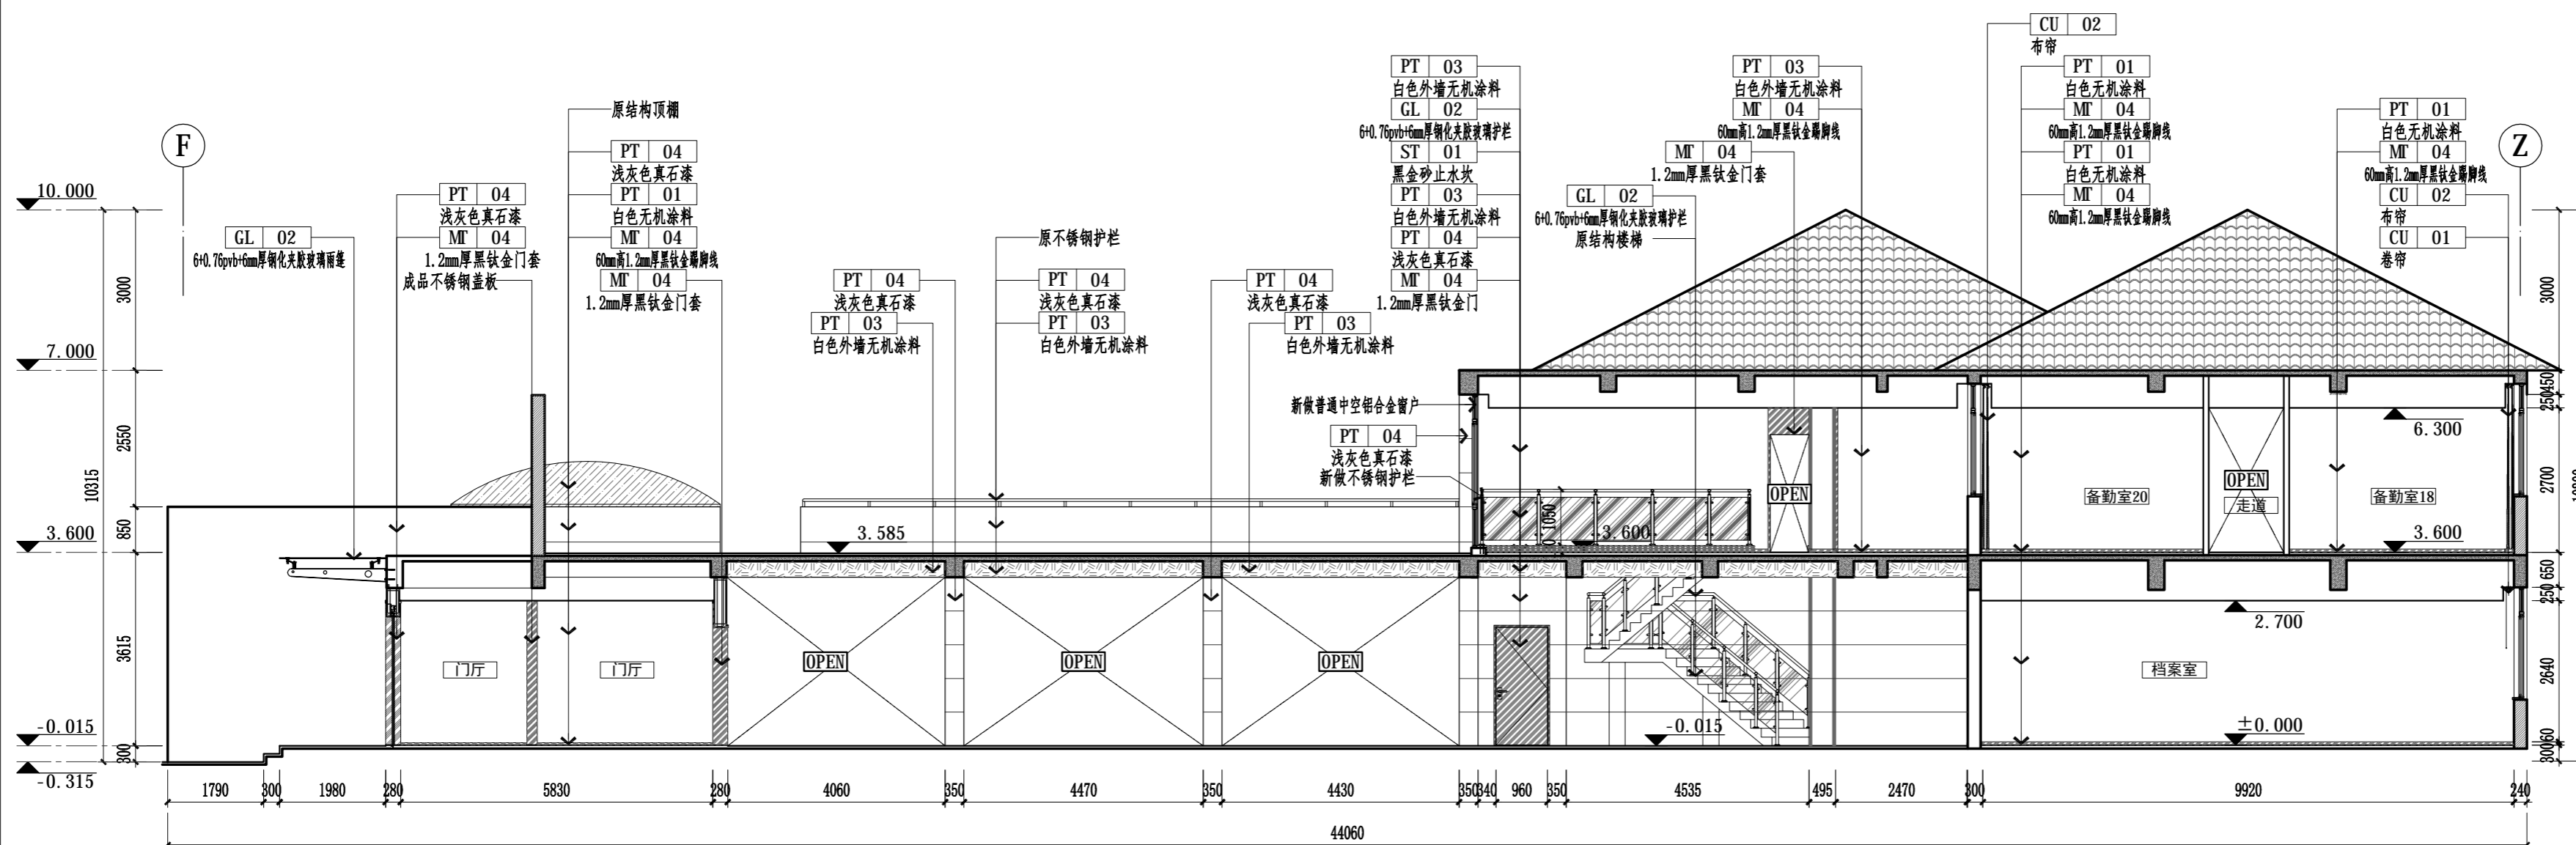 CU 02
布帘
PT 03
白色外墙无机涂料
GL 02
6+0.76pvb+6mm厚钢化夹胶玻璃护栏
ST 01
黑金砂止水坎
PT 03
白色外墙无机涂料
PT 04
浅灰色真石漆
MT 04
1.2mm厚黑钛金门
PT 03
白色外墙无机涂料
MT 04
60mm高1.2mm厚黑钛金踢脚线
MT 04
1.2mm厚黑钛金门套
GL 02
6+0.76pvb+6mm厚钢化夹胶玻璃护栏
原结构楼梯
PT 01
白色无机涂料
MT 04
60mm高1.2mm厚黑钛金踢脚线
PT 01
白色无机涂料
MT 04
60mm高1.2mm厚黑钛金踢脚线
PT 01
白色无机涂料
MT 04
60mm高1.2mm厚黑钛金踢脚线
CU 02
布帘
CU 01
卷帘
F
Z
原结构顶棚
PT 04
浅灰色真石漆
PT 01
白色无机涂料
MT 04
60mm高1.2mm厚黑钛金踢脚线
MT 04
1.2mm厚黑钛金门套
PT 04
浅灰色真石漆
MT 04
1.2mm厚黑钛金门套
成品不锈钢盖板
GL 02
6+0.76pvb+6mm厚钢化夹胶玻璃雨篷
原不锈钢护栏
PT 04
浅灰色真石漆
PT 03
白色外墙无机涂料
PT 04
浅灰色真石漆
PT 03
白色外墙无机涂料
PT 04
浅灰色真石漆
PT 03
白色外墙无机涂料
新做普通中空铝合金窗户
PT 04
浅灰色真石漆
新做不锈钢护栏
10.000
7.000
3.600
-0.015
-0.315
3000
2550
850
3615
300
10315
3.585
1050
3.600
OPEN
备勤室20
OPEN
走道
备勤室18
6.300
3.600
门厅
门厅
OPEN
OPEN
OPEN
-0.015
2.700
档案室
±0.000
3000
450
250
2700
650
250
2640
60
300
1790 300 1980 280 5830 280 4060 350 4470 350 4430 350 340 960 350 4535 495 2470 300 9920 240
44060